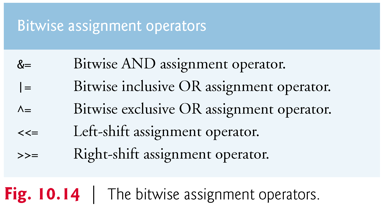 Bitwise assignment operators
&= Bitwise AND assignment operator.
|= Bitwise inclusive OR assignment operator.
^= Bitwise exclusive OR assignment operator.
<<= Left-shift assignment operator.
>>= Right-shift assignment operator.
Fig. 10.14 | The bitwise assignment operators.